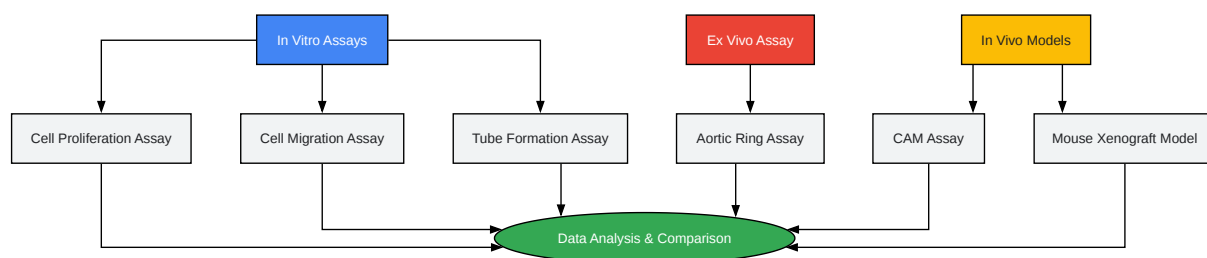 In Vitro Assays
Ex Vivo Assay
In Vivo Models
Cell Proliferation Assay
Cell Migration Assay
Tube Formation Assay
Aortic Ring Assay
CAM Assay
Mouse Xenograft Model
Data Analysis & Comparison